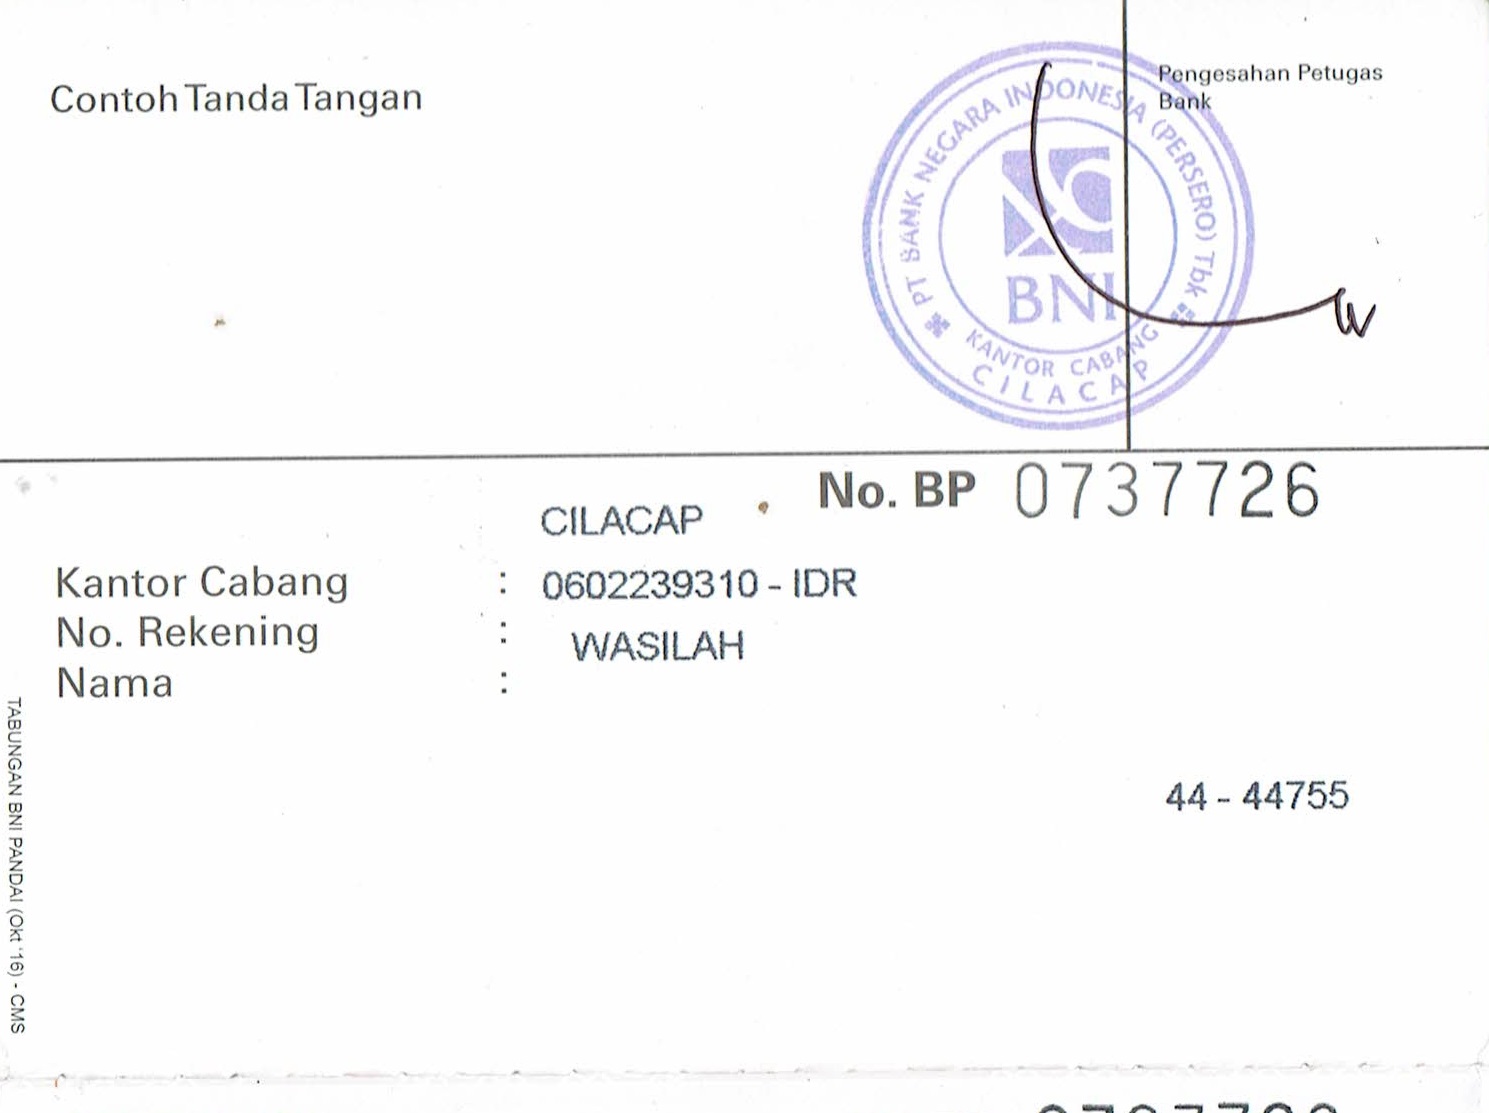 Contoh Tanda Tangan
Pengesahan Petugas
Bank
PT BANK NEGARA INDONESIA (PERSERO) Tbk
BNI
KANTOR CABANG
CILACAP
No. BP 0737726
CILACAP
Kantor Cabang : 0602239310 - IDR
No. Rekening : WASILAH
Nama :
44 - 44755
TABUNGAN BNI PANDAI (Okt '16) - CMS